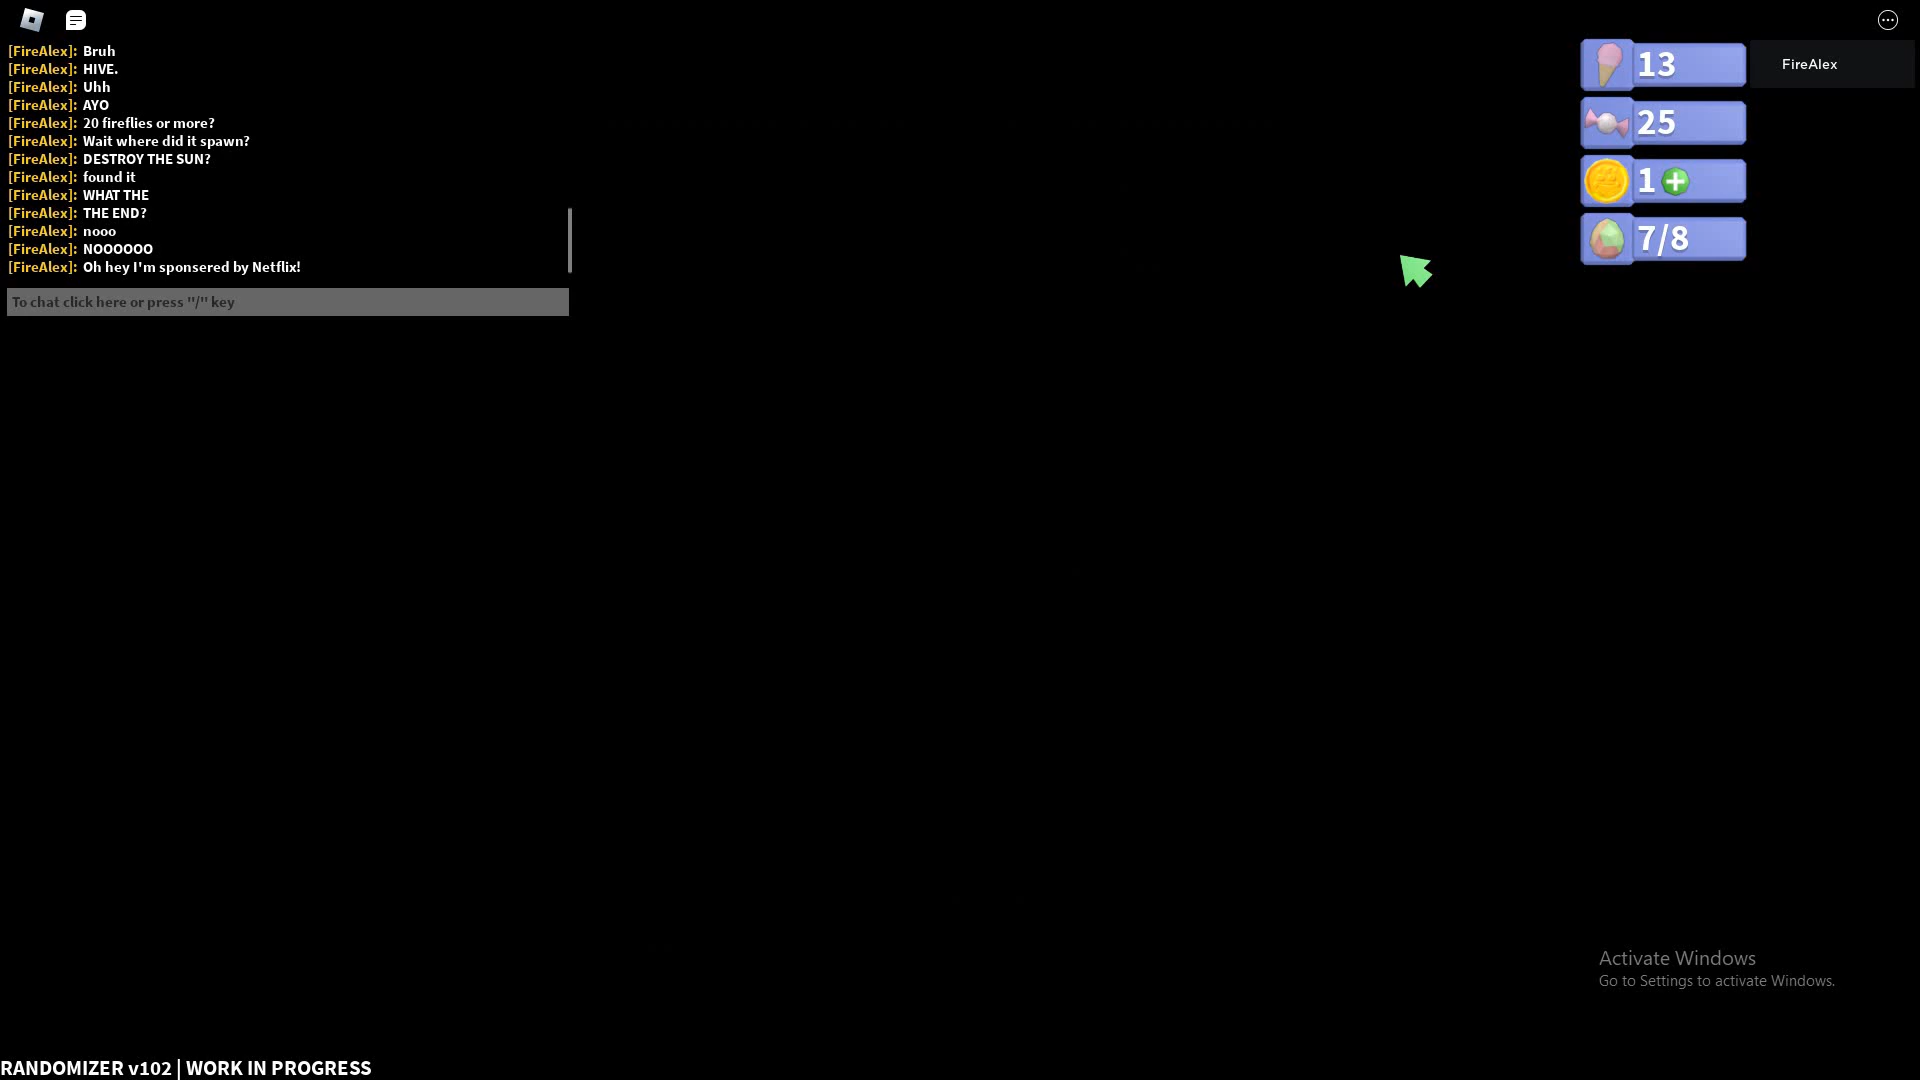 [FireAlex]: Bruh
[FireAlex]: HIVE.
[FireAlex]: Uhh
[FireAlex]: AYO
[FireAlex]: 20 fireflies or more?
[FireAlex]: Wait where did it spawn?
[FireAlex]: DESTROY THE SUN?
[FireAlex]: found it
[FireAlex]: WHAT THE
[FireAlex]: THE END?
[FireAlex]: nooo
[FireAlex]: NOOOOOO
[FireAlex]: Oh hey I'm sponsered by Netflix!
To chat click here or press "/" key
13
FireAlex
25
1
7/8
Activate Windows
Go to Settings to activate Windows.
RANDOMIZER v102 | WORK IN PROGRESS